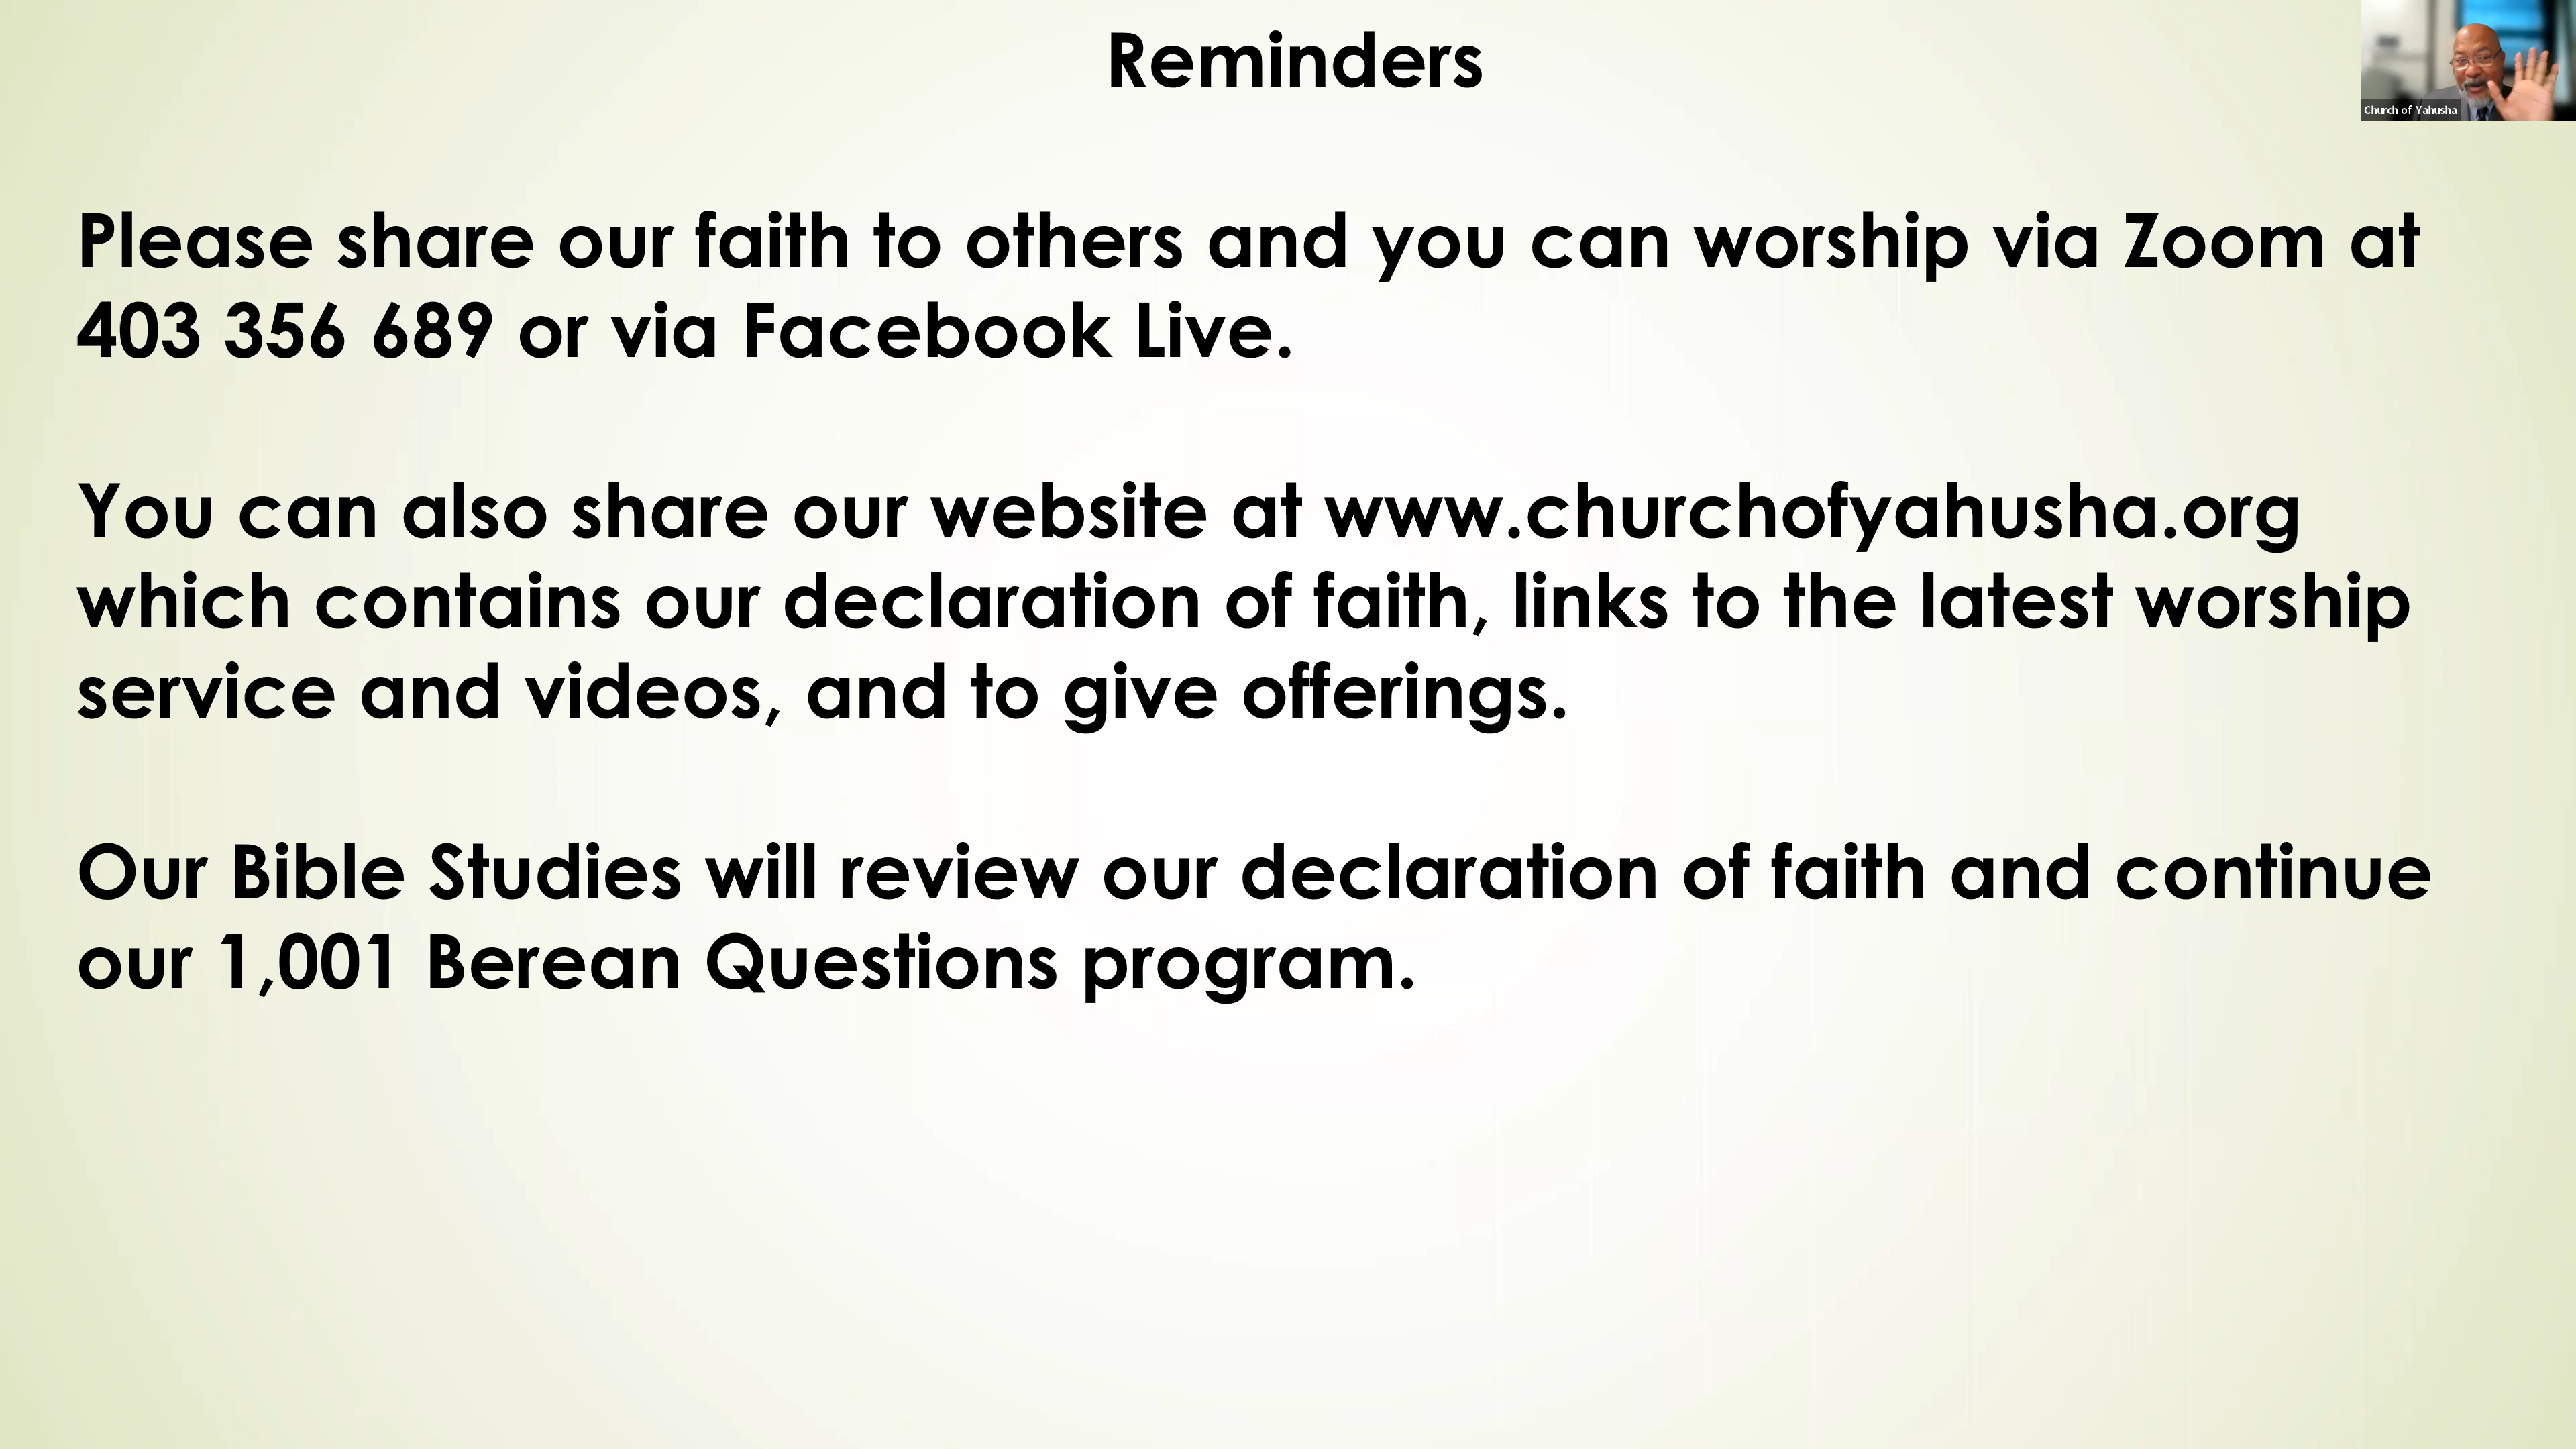 Reminders
Church of Yahusha
Please share our faith to others and you can worship via Zoom at
403 356 689 or via Facebook Live.
You can also share our website at www.churchofyahusha.org
which contains our declaration of faith, links to the latest worship
service and videos, and to give offerings.
Our Bible Studies will review our declaration of faith and continue
our 1,001 Berean Questions program.